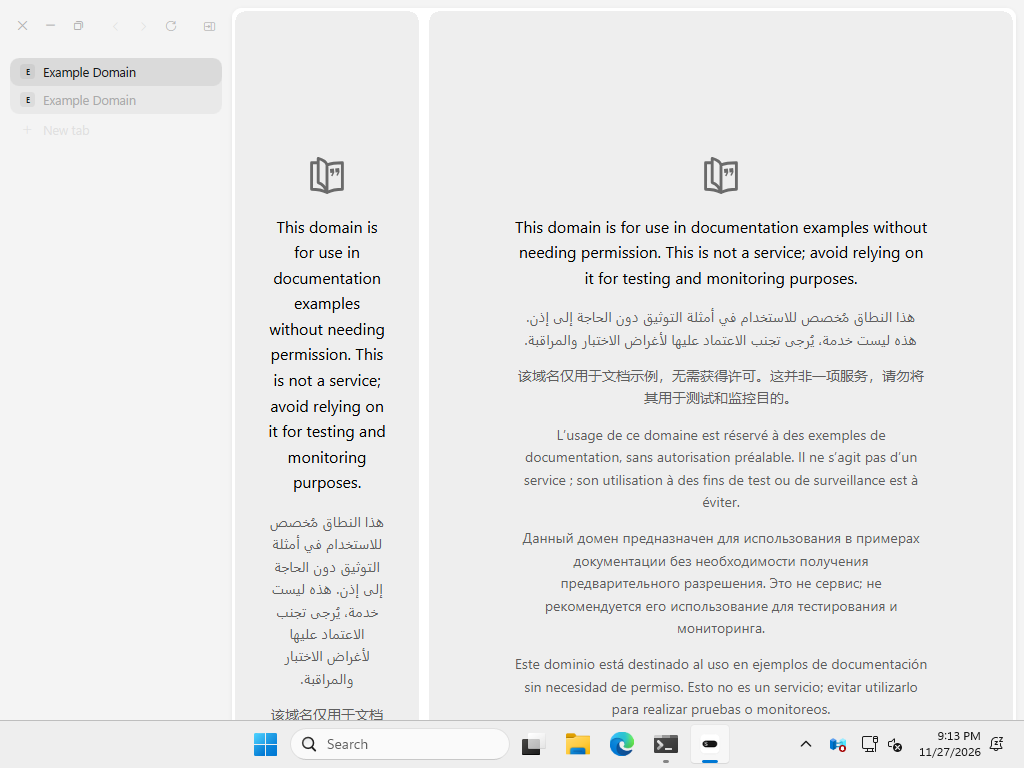 E Example Domain
E Example Domain
+ New tab
This domain is
for use in
documentation
examples
without needing
permission. This
is not a service;
avoid relying on
it for testing and
monitoring
purposes.
هذا النطاق مُخصص
للاستخدام في أمثلة
التوثيق دون الحاجة
إلى إذن. هذه ليست
خدمة، يُرجى تجنب
الاعتماد عليها
لأغراض الاختبار
والمراقبة.
该域名仅用于文档
This domain is for use in documentation examples without
needing permission. This is not a service; avoid relying on
it for testing and monitoring purposes.
هذا النطاق مُخصص للاستخدام في أمثلة التوثيق دون الحاجة إلى إذن.
هذه ليست خدمة، يُرجى تجنب الاعتماد عليها لأغراض الاختبار والمراقبة.
该域名仅用于文档示例，无需获得许可。这并非一项服务，请勿将
其用于测试和监控目的。
L’usage de ce domaine est réservé à des exemples de
documentation, sans autorisation préalable. Il ne s’agit pas d’un
service ; son utilisation à des fins de test ou de surveillance est à
éviter.
Данный домен предназначен для использования в примерах
документации без необходимости получения
предварительного разрешения. Это не сервис; не
рекомендуется его использование для тестирования и
мониторинга.
Este dominio está destinado al uso en ejemplos de documentación
sin necesidad de permiso. Esto no es un servicio; evitar utilizarlo
para realizar pruebas o monitoreos.
Search
9:13 PM
11/27/2026